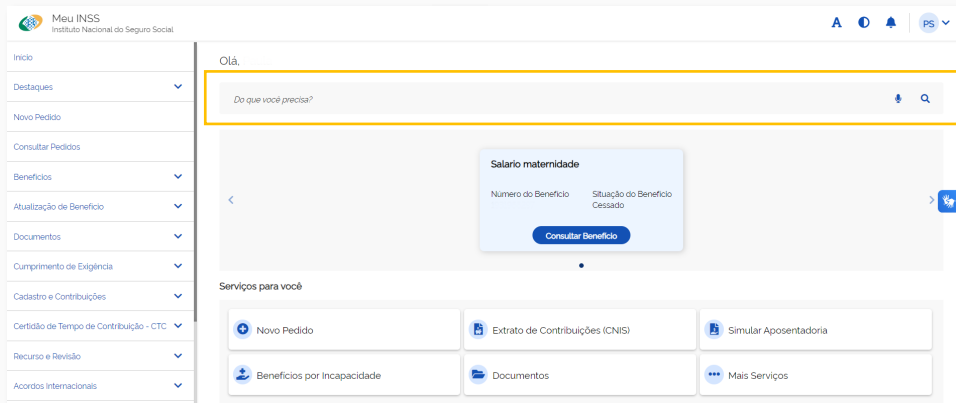 Meu INSS
Instituto Nacional do Seguro Social
A
PS
Início
Destaques
Novo Pedido
Consultar Pedidos
Benefícios
Atualização de Benefício
Documentos
Cumprimento de Exigência
Cadastro e Contribuições
Certidão de Tempo de Contribuição - CTC
Recurso e Revisão
Acordos Internacionais
Olá,
Do que você precisa?
Salario maternidade
Número do Benefício
Situação do Benefício
Cessado
Consultar Benefício
Serviços para você
Novo Pedido
Extrato de Contribuições (CNIS)
Simular Aposentadoria
Benefícios por Incapacidade
Documentos
Mais Serviços